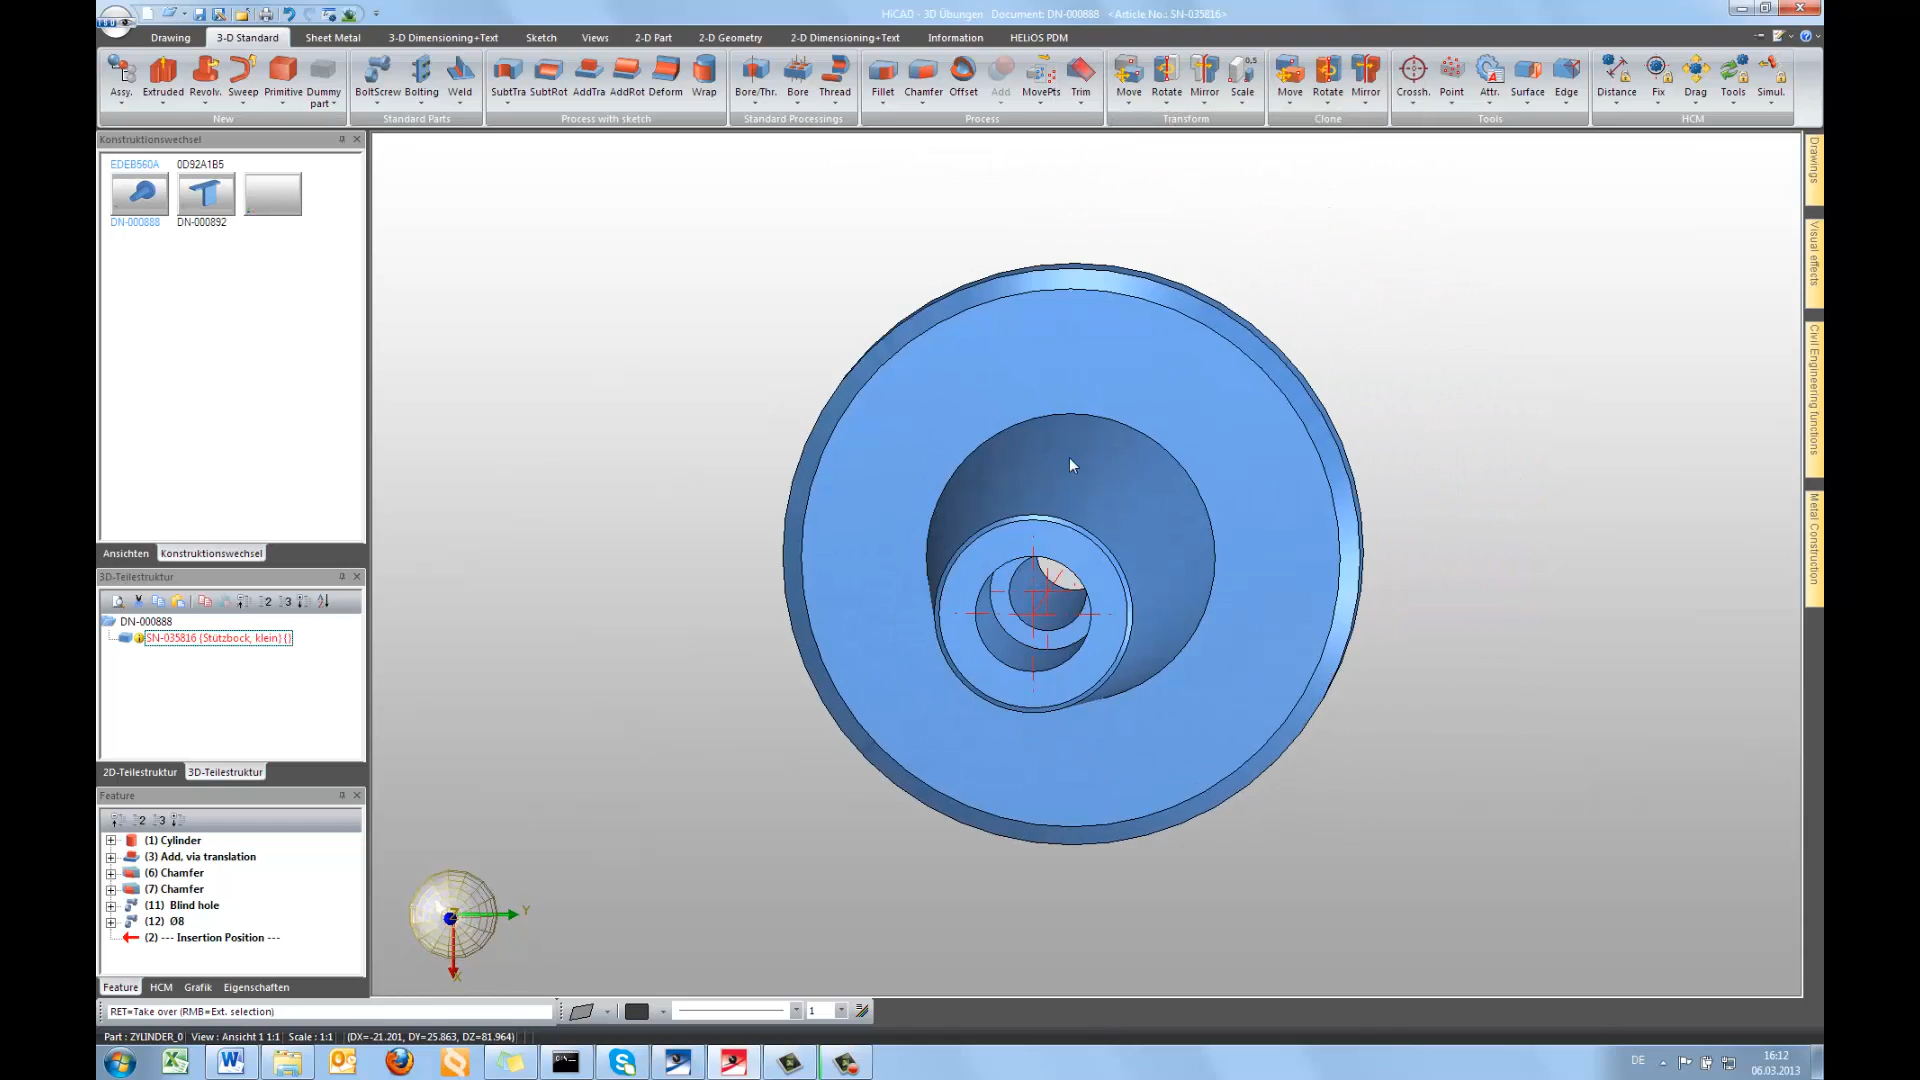 HiCAD - 3D Übungen   Document: DN-000888   <Article No.: SN-035816>
Drawing 3-D Standard Sheet Metal 3-D Dimensioning+Text Sketch Views 2-D Part 2-D Geometry 2-D Dimensioning+Text Information HELiOS PDM
Assy. Extruded Revolv. Sweep Primitive Dummy part BoltScrew Bolting Weld SubtTra SubtRot AddTra AddRot Deform Wrap Bore/Thr. Bore Thread Fillet Chamfer Offset Add MovePts Trim Move Rotate Mirror Scale Move Rotate Mirror Crossh. Point Attr. Surface Edge Distance Fix Drag Tools Simul.
New Standard Parts Process with sketch Standard Processings Process Transform Clone Tools HCM
Konstruktionswechsel
EDEB560A 0D92A1B5
DN-000888 DN-000892
Ansichten Konstruktionswechsel
3D-Teilestruktur
DN-000888
SN-035816 {Stützbock, klein} {}
2D-Teilestruktur 3D-Teilestruktur
Feature
(1) Cylinder
(3) Add, via translation
(6) Chamfer
(7) Chamfer
(11) Blind hole
(12) Ø8
(2) --- Insertion Position ---
Feature HCM Grafik Eigenschaften
RET=Take over (RMB=Ext. selection)
1
Part : ZYLINDER_0 View : Ansicht 1 1:1 Scale : 1:1 (DX=-21.201, DY=25.863, DZ=81.964)
Drawings
Visual effects
Civil Engineering functions
Metal Construction
Z
Y
X
DE
16:12
06.03.2013